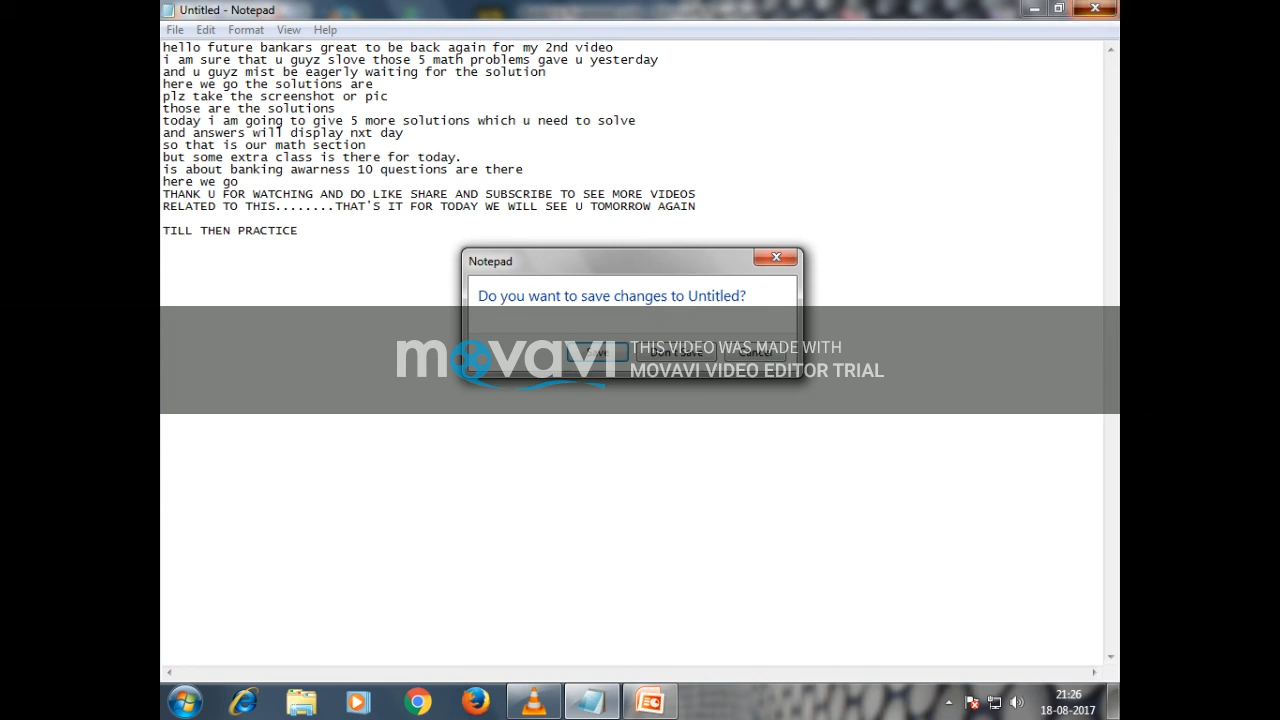 Untitled - Notepad
File Edit Format View Help
hello future bankars great to be back again for my 2nd video
i am sure that u guyz slove those 5 math problems gave u yesterday
and u guyz mist be eagerly waiting for the solution
here we go the solutions are
plz take the screenshot or pic
those are the solutions
today i am going to give 5 more solutions which u need to solve
and answers will display nxt day
so that is our math section
but some extra class is there for today.
is about banking awarness 10 questions are there
here we go
THANK U FOR WATCHING AND DO LIKE SHARE AND SUBSCRIBE TO SEE MORE VIDEOS
RELATED TO THIS........THAT'S IT FOR TODAY WE WILL SEE U TOMORROW AGAIN
TILL THEN PRACTICE
Notepad
Do you want to save changes to Untitled?
Save Don't Save Cancel
movavi
THIS VIDEO WAS MADE WITH
MOVAVI VIDEO EDITOR TRIAL
21:26
18-08-2017